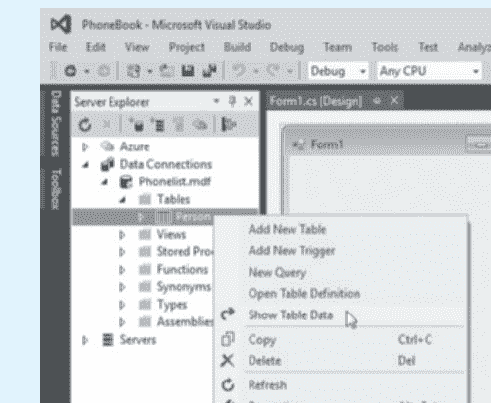 PhoneBook - Microsoft Visual Studio
File Edit View Project Build Debug Team Tools Test Analyz
Debug Any CPU
Data Sources
Toolbox
Server Explorer
Form1.cs [Design]
Azure
Data Connections
Phonelist.mdf
Tables
Person
Views
Stored Pro
Functions
Synonyms
Types
Assemblies
Servers
Form1
Add New Table
Add New Trigger
New Query
Open Table Definition
Show Table Data
Copy Ctrl+C
Delete Del
Refresh